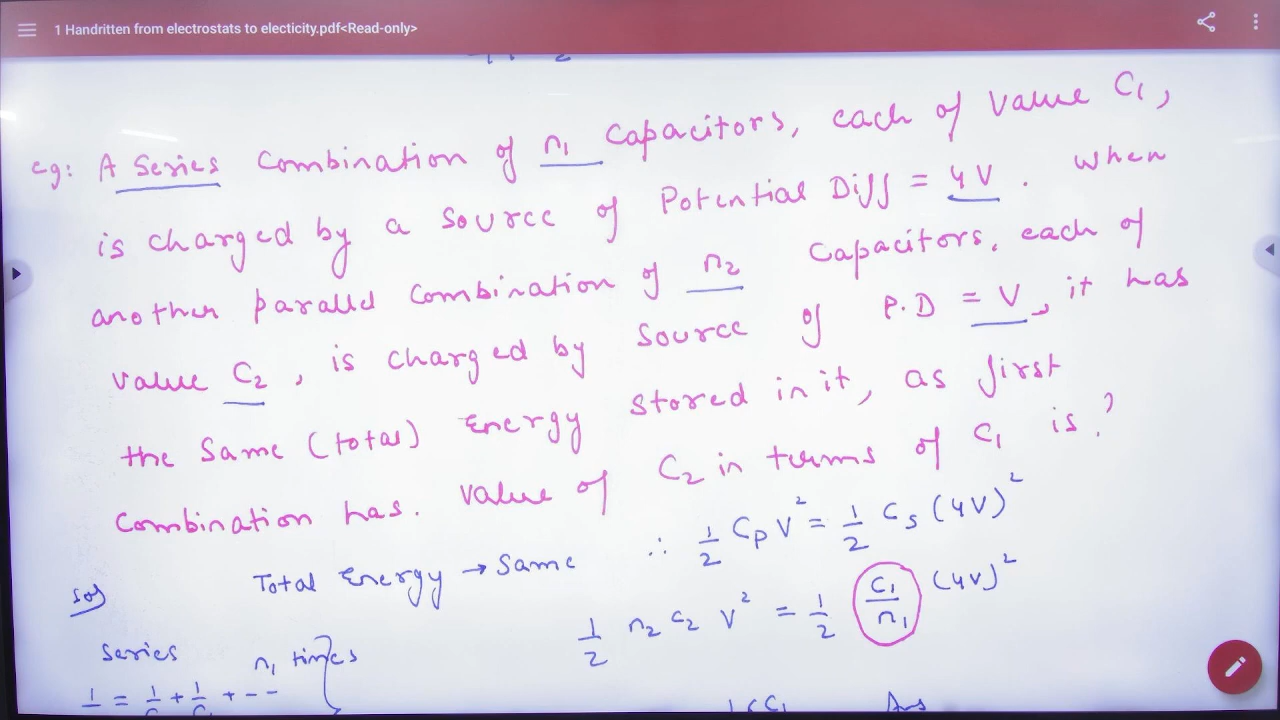 1 Handritten from electrostats to electicity.pdf<Read-only>
eg: A Series Combination of n₁ Capacitors, each of value C₁,
is charged by a source of Potential Diff = 4V. When
another parallel Combination of n₂ Capacitors, each of
value C₂, is charged by source of P.D = V, it has
the same (total) energy stored in it, as first
Combination has. value of C₂ in terms of C₁ is?
Total Energy → Same ∴ 1/2 Cp V² = 1/2 Cs (4V)²
Sol 1/2 n₂ C₂ V² = 1/2 C₁/n₁ (4V)²
Series n₁ times
Ans